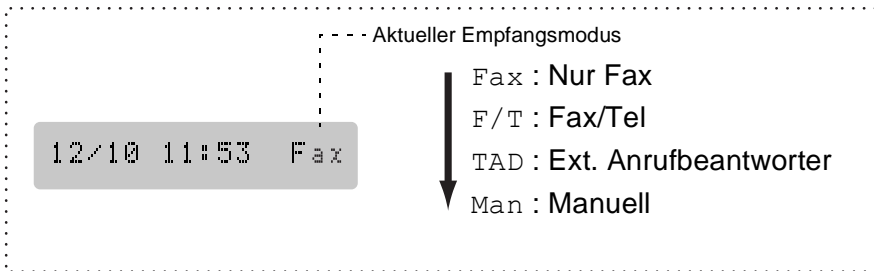 Aktueller Empfangsmodus
Fax : Nur Fax
F/T : Fax/Tel
12/10 11:53 Fax
TAD : Ext. Anrufbeantworter
Man : Manuell